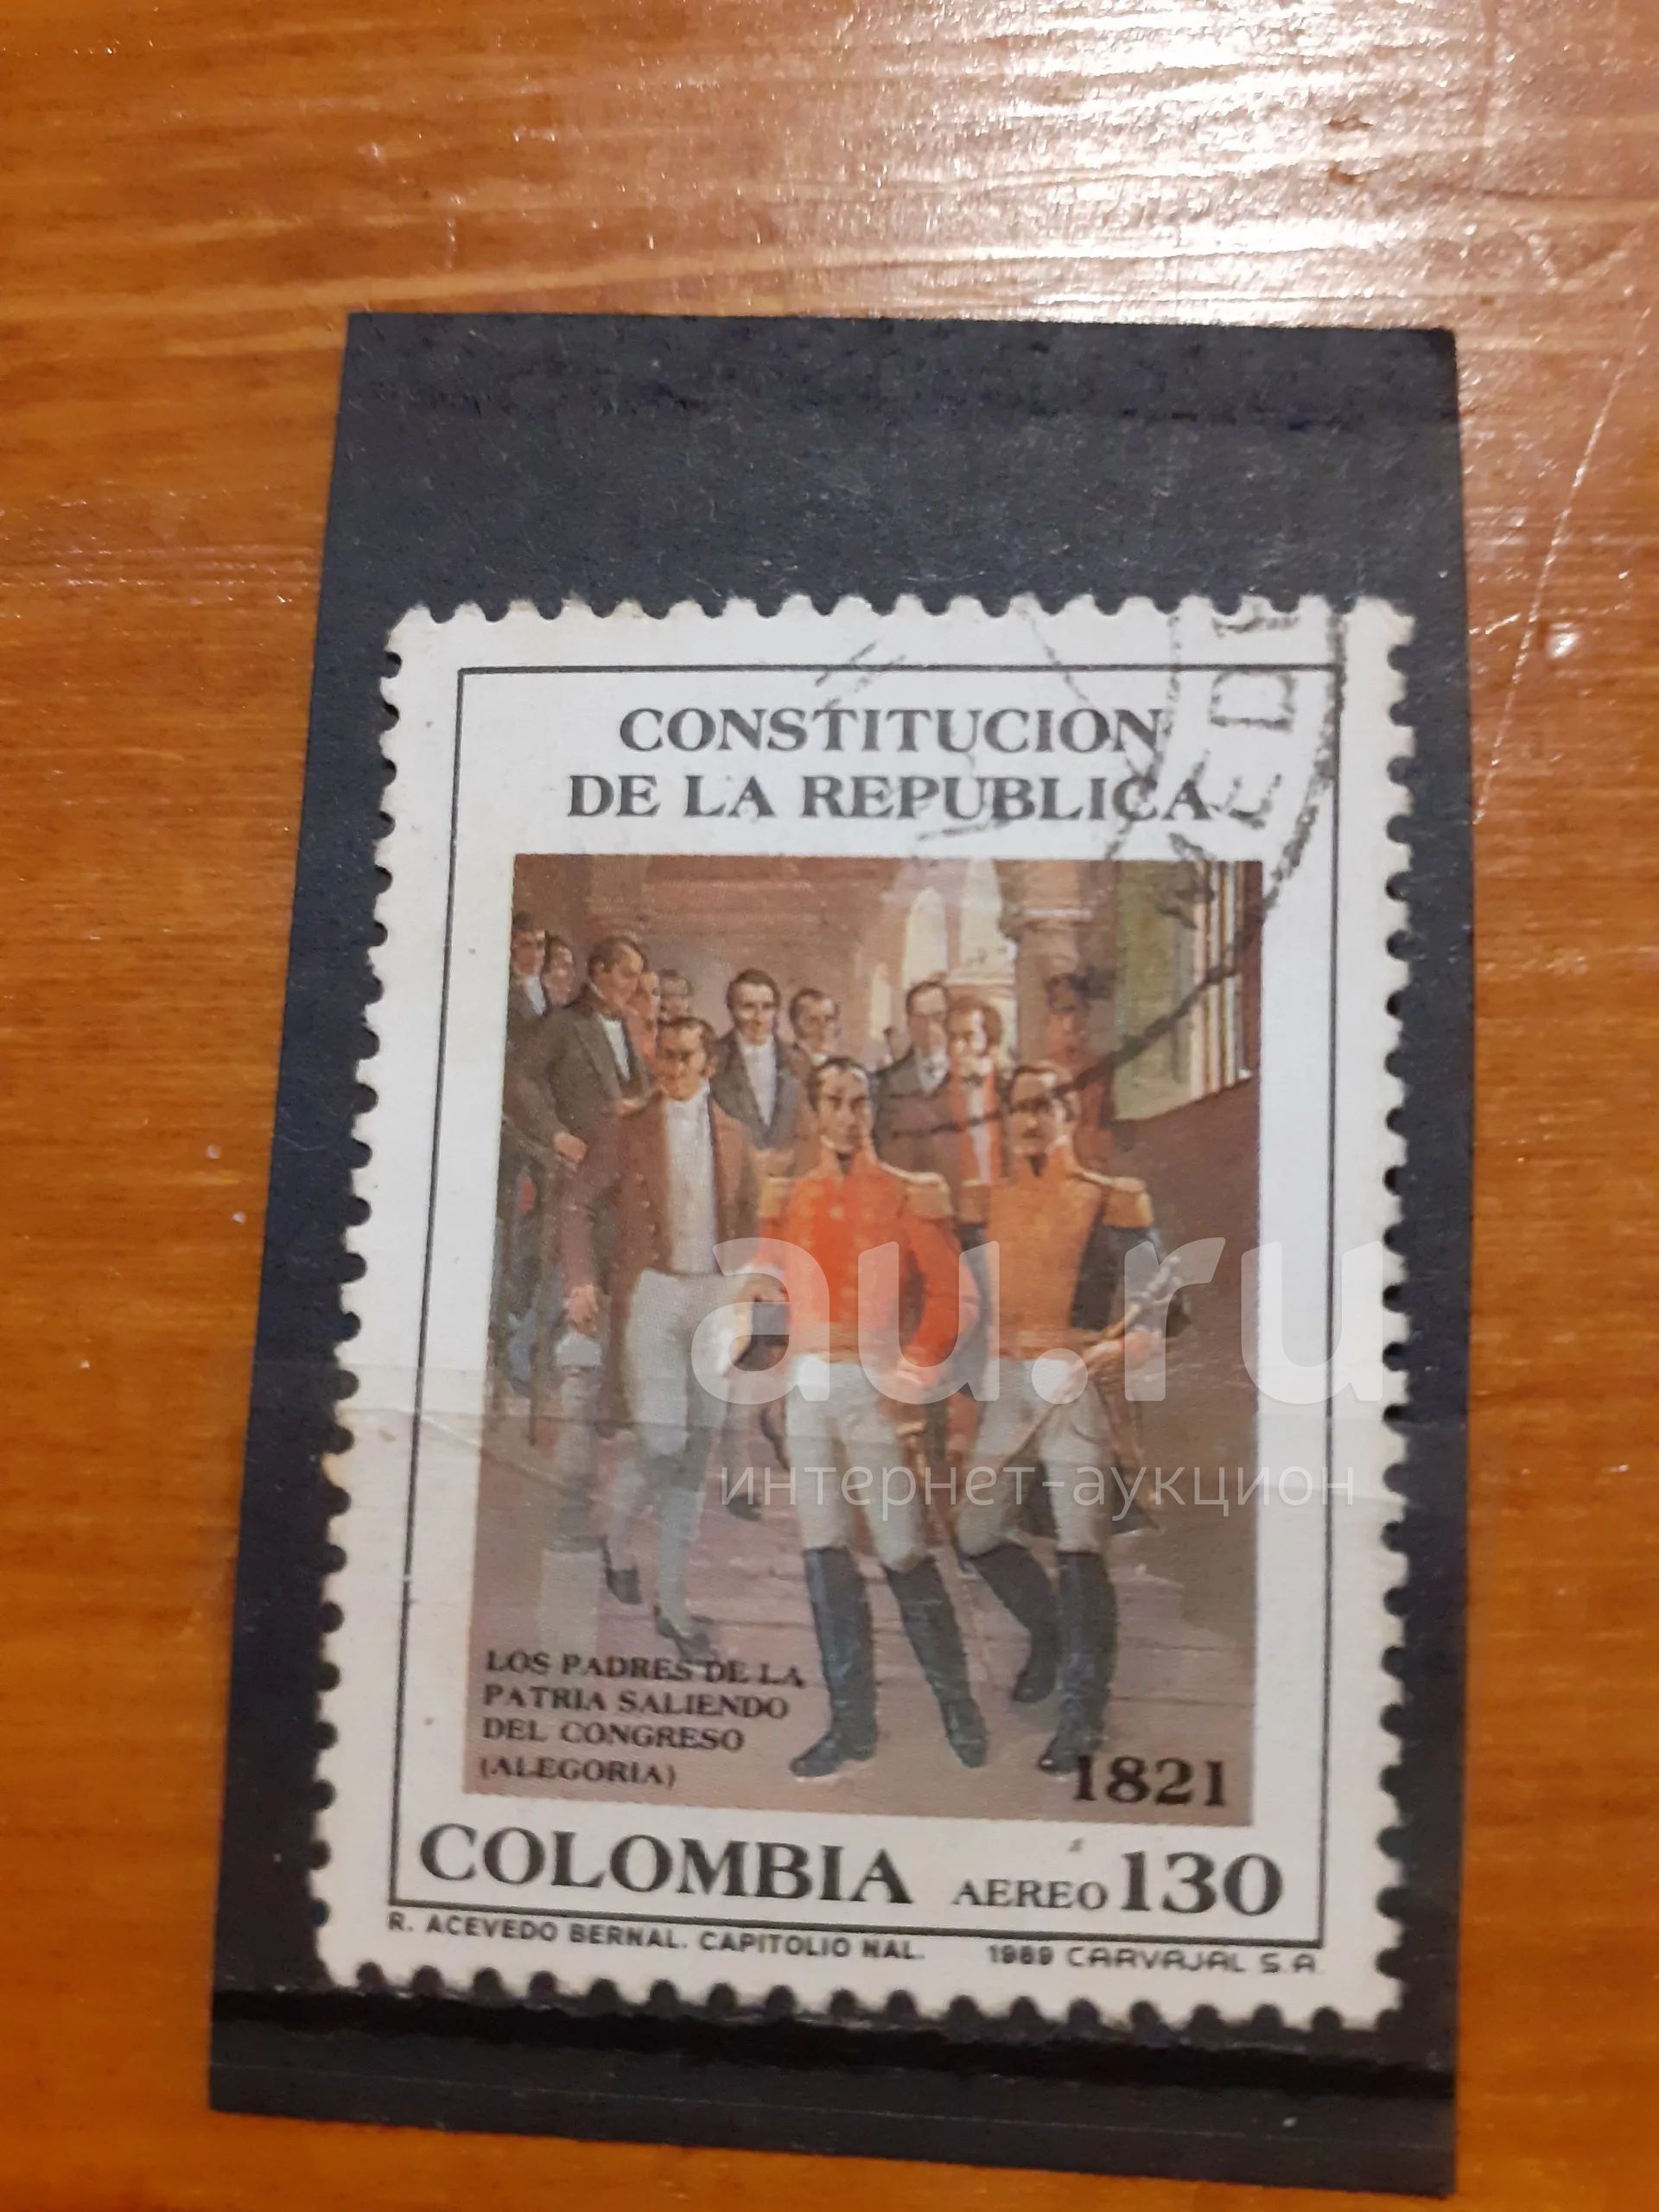 CONSTITUCION
DE LA REPUBLICA
au.ru
интернет-аукцион
LOS PADRES DE LA
PATRIA SALIENDO
DEL CONGRESO
(ALEGORIA)
1821
COLOMBIA AEREO 130
R. ACEVEDO BERNAL. CAPITOLIO NAL. 1989 CARVAJAL S.A.